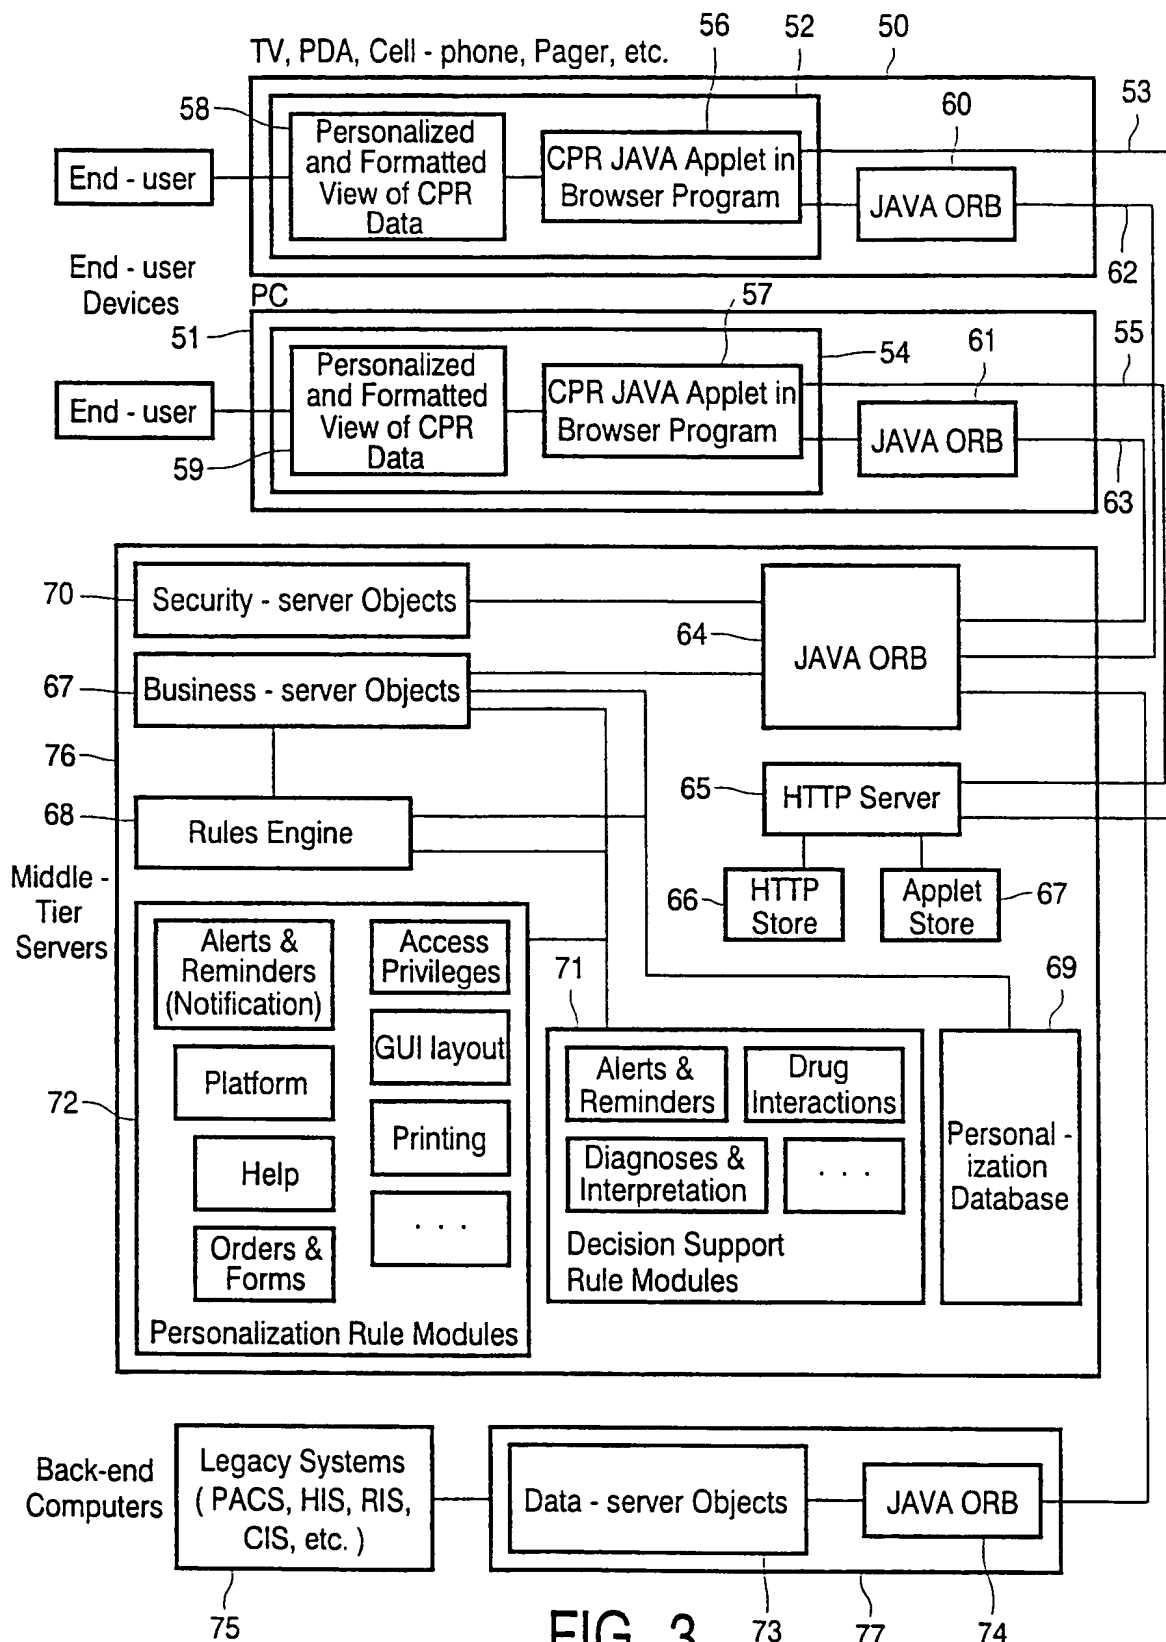 56 52 50
TV, PDA, Cell - phone, Pager, etc.
53
58
60
Personalized
and Formatted
View of CPR
Data
CPR JAVA Applet in
Browser Program
End - user
JAVA ORB
62
End - user
Devices
PC
57
51
54
61
55
Personalized
and Formatted
View of CPR
Data
CPR JAVA Applet in
Browser Program
End - user
JAVA ORB
59
63
70
Security - server Objects
64
JAVA ORB
67
Business - server Objects
76
65
HTTP Server
68
Rules Engine
Middle -
Tier
Servers
66
HTTP
Store
Applet
Store
67
Alerts &
Reminders
(Notification)
Access
Privileges
71
69
GUI layout
Platform
72
Alerts &
Reminders
Drug
Interactions
Printing
Help
Diagnoses &
Interpretation
. . .
Personal -
ization
Database
. . .
Orders &
Forms
Decision Support
Rule Modules
Personalization Rule Modules
Back-end
Computers
Legacy Systems
( PACS, HIS, RIS,
CIS, etc. )
Data - server Objects
JAVA ORB
75
FIG. 3
73
77
74